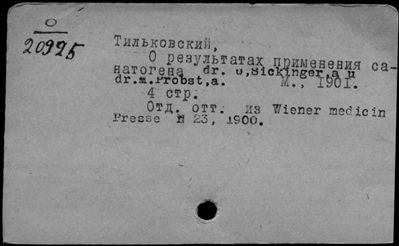 О
20995
Тильковский,
О результатах применения са-
натогена dr. O,Sickinger,a u
dr.m.Probst,a. М., 1901.
4 стр.
Отд. отт. из Wiener medicin
Presse № 23, 1900.